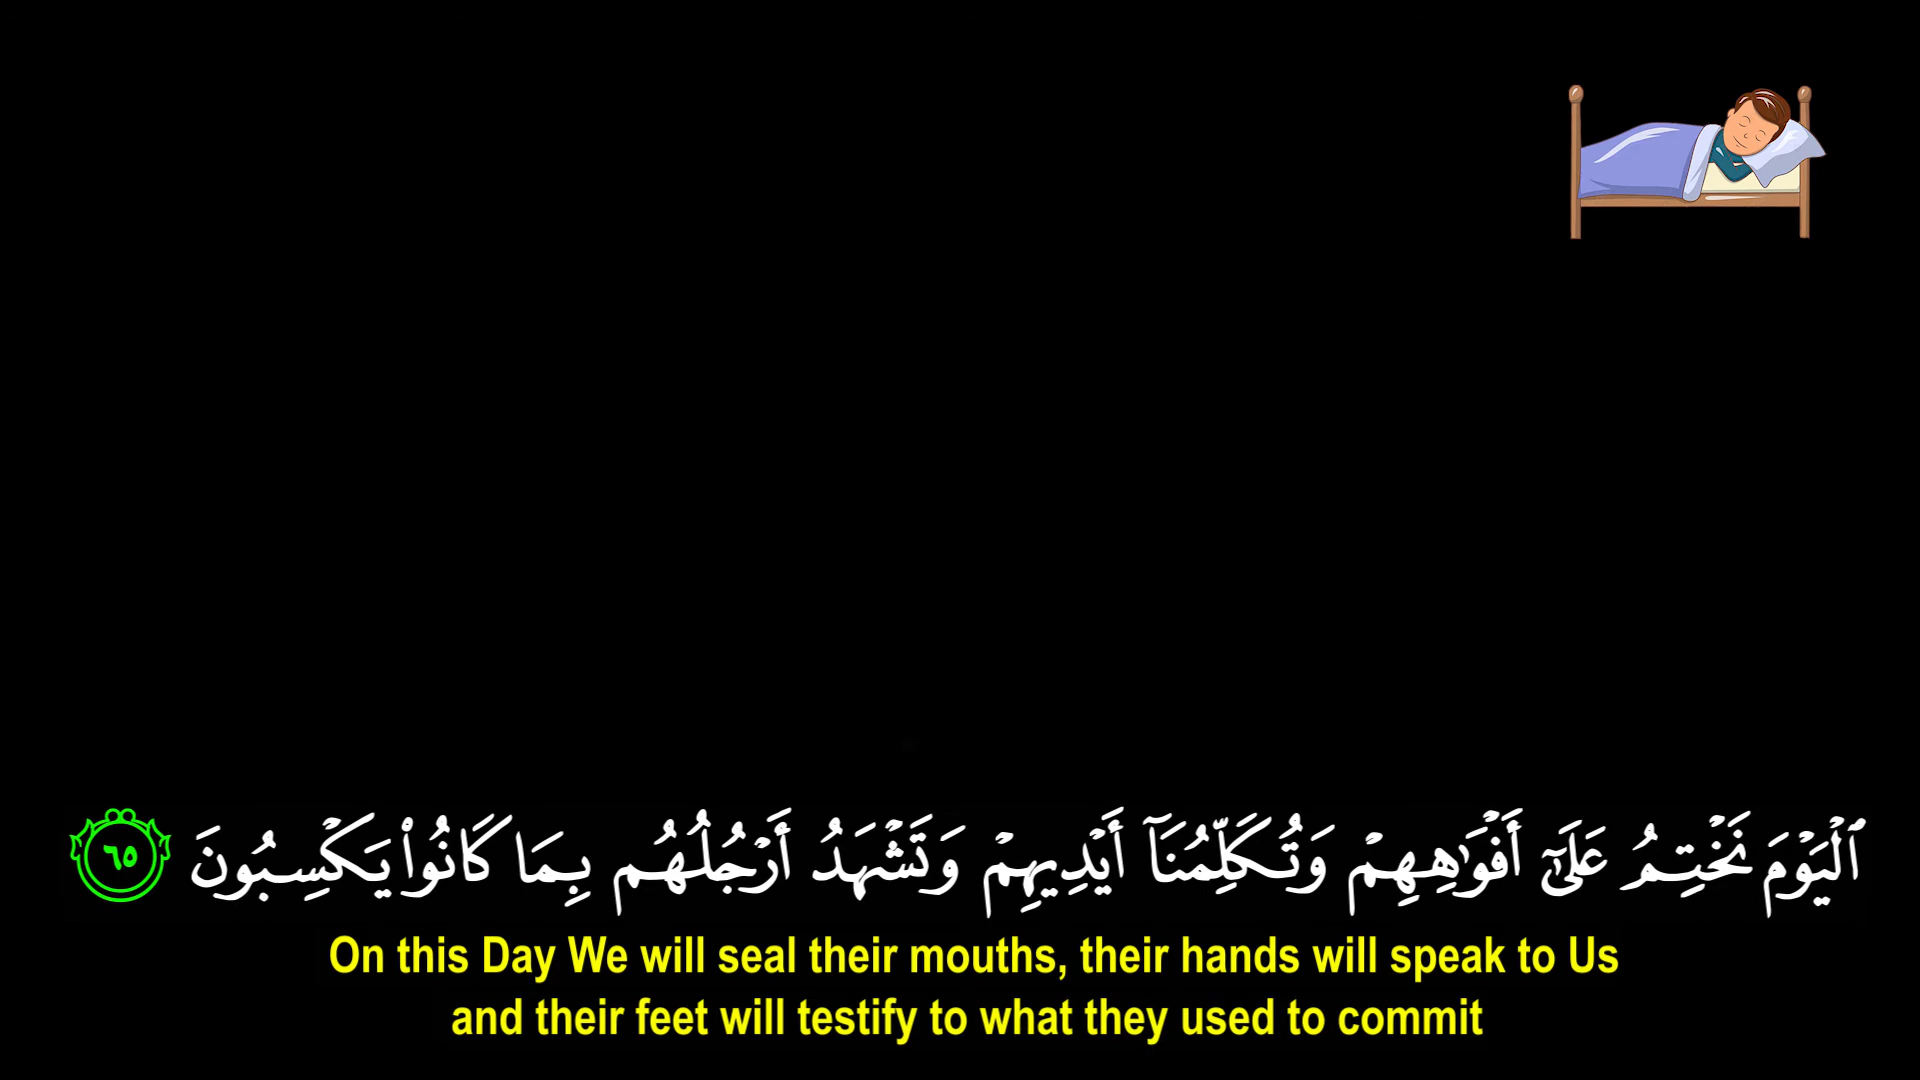 ٱلْيَوْمَ نَخْتِمُ عَلَىٰٓ أَفْوَٰهِهِمْ وَتُكَلِّمُنَآ أَيْدِيهِمْ وَتَشْهَدُ أَرْجُلُهُم بِمَا كَانُوا۟ يَكْسِبُونَ ٦٥
On this Day We will seal their mouths, their hands will speak to Us
and their feet will testify to what they used to commit